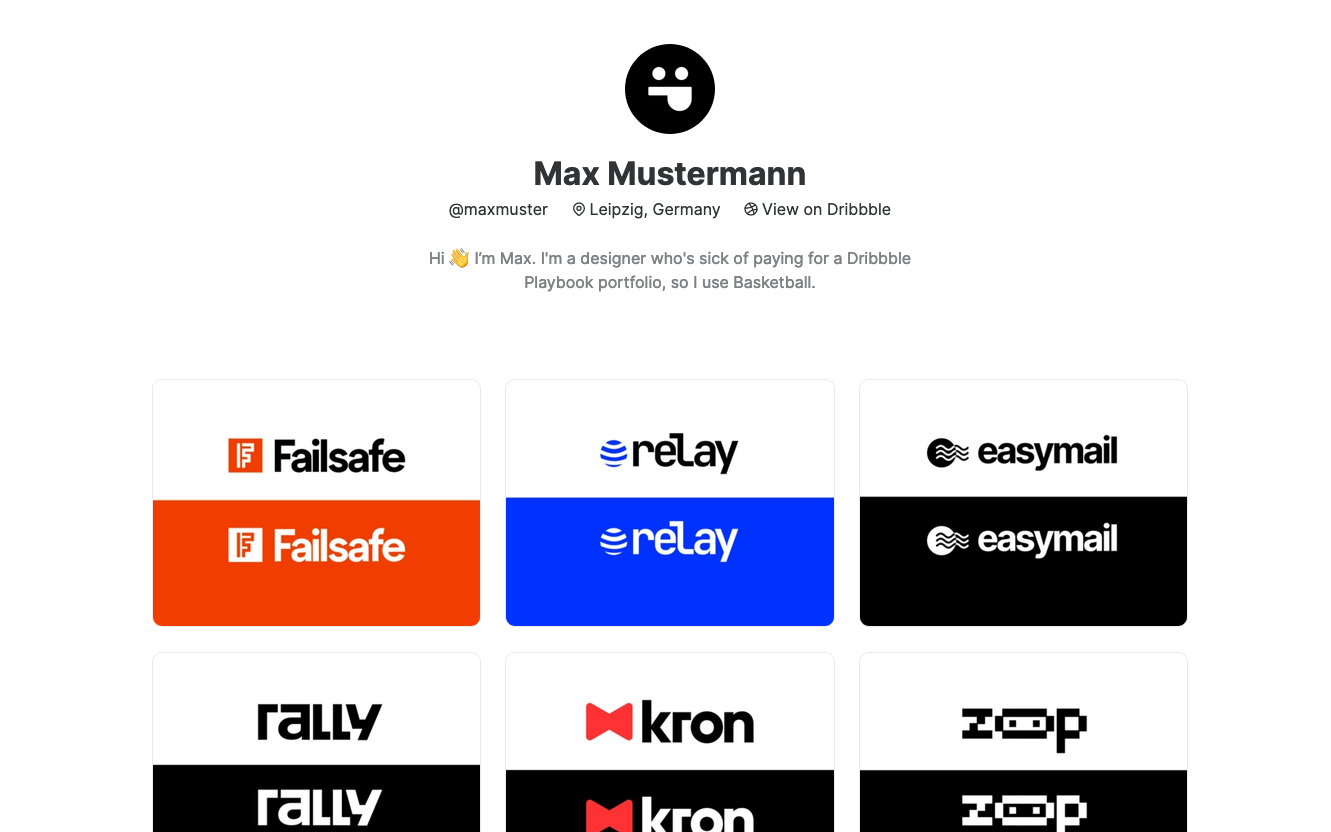 Max Mustermann
@maxmuster Leipzig, Germany View on Dribbble
Hi 👋 I’m Max. I'm a designer who's sick of paying for a Dribbble
Playbook portfolio, so I use Basketball.
Failsafe
Failsafe
relay
relay
easymail
easymail
rally
rally
kron
kron
zoop
zoop